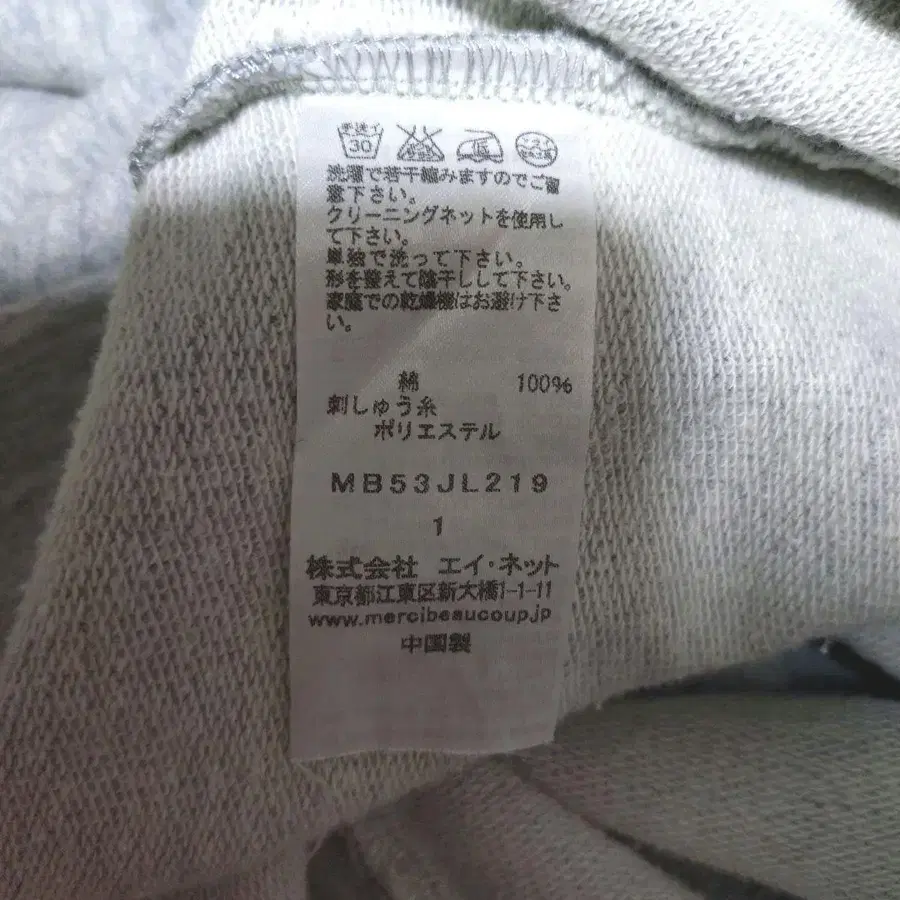 手洗イ
30
低
洗濯で若干縮みますのでご留
意下さい。
クリーニングネットを使用し
て下さい。
単独で洗って下さい。
形を整えて陰干しして下さい。
家庭での乾燥機はお避け下さ
い。
綿 100%
刺しゅう糸
ポリエステル
MB53JL219
1
株式会社 エイ・ネット
東京都江東区新大橋1-1-11
www.mercibeaucoup.jp
中国製